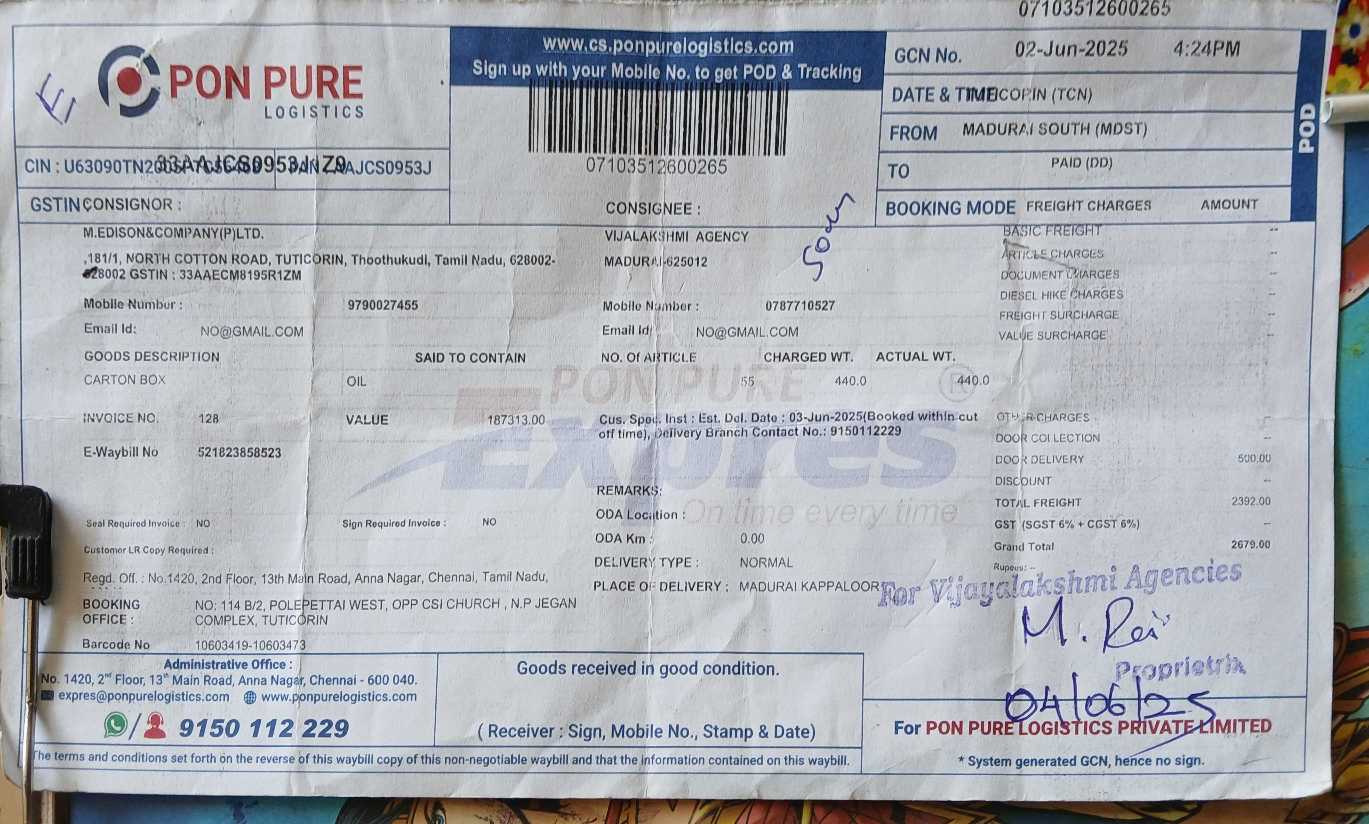 07103512600265
PON PURE
LOGISTICS
www.cs.ponpurelogistics.com
Sign up with your Mobile No. to get POD & Tracking
07103512600265
GCN No. 02-Jun-2025 4:24PM
DATE & TIME TUTICORIN (TCN)
FROM MADURAI SOUTH (MDST)
TO PAID (DD)
BOOKING MODE FREIGHT CHARGES AMOUNT
POD
CIN : 33AAJCS0953J1Z9 AAJCS0953J
GSTIN CONSIGNOR :
CONSIGNEE :
M.EDISON&COMPANY(P)LTD.
,181/1, NORTH COTTON ROAD, TUTICORIN, Thoothukudi, Tamil Nadu, 628002-
628002 GSTIN : 33AAECM8195R1ZM
VIJALAKSHMI AGENCY
MADURAI-625012
Mobile Number : 9790027455
Mobile Number : 0787710527
Email Id: NO@GMAIL.COM
Email Id: NO@GMAIL.COM
GOODS DESCRIPTION SAID TO CONTAIN NO. Of ARTICLE CHARGED WT. ACTUAL WT.
CARTON BOX OIL 55 440.0 440.0
INVOICE NO. 128 VALUE 187313.00
Cus. Spec. Inst : Est. Del. Date : 03-Jun-2025(Booked within cut
off time), Delivery Branch Contact No.: 9150112229
E-Waybill No 521823858523
PON PURE
Expres
On time every time
REMARKS:
ODA Location :
Seal Required Invoice : NO Sign Required Invoice : NO
ODA Km : 0.00
Customer LR Copy Required :
DELIVERY TYPE : NORMAL
Regd. Off. : No.1420, 2nd Floor, 13th Main Road, Anna Nagar, Chennai, Tamil Nadu,
PLACE OF DELIVERY : MADURAI KAPPALOOR
BOOKING OFFICE : NO: 114 B/2, POLEPETTAI WEST, OPP CSI CHURCH , N.P JEGAN
COMPLEX, TUTICORIN
Barcode No 10603419-10603473
BASIC FREIGHT --
ARTICLE CHARGES --
DOCUMENT CHARGES --
DIESEL HIKE CHARGES --
FREIGHT SURCHARGE --
VALUE SURCHARGE --
OTHER CHARGES --
DOOR COLLECTION --
DOOR DELIVERY 500.00
DISCOUNT --
TOTAL FREIGHT 2392.00
GST (SGST 6% + CGST 6%) --
Grand Total 2679.00
Rupees: --
For Vijayalakshmi Agencies
Proprietrix
04/06/25
Administrative Office :
No. 1420, 2nd Floor, 13th Main Road, Anna Nagar, Chennai - 600 040.
expres@ponpurelogistics.com www.ponpurelogistics.com
9150 112 229
Goods received in good condition.
( Receiver : Sign, Mobile No., Stamp & Date)
For PON PURE LOGISTICS PRIVATE LIMITED
* System generated GCN, hence no sign.
The terms and conditions set forth on the reverse of this waybill copy of this non-negotiable waybill and that the information contained on this waybill.